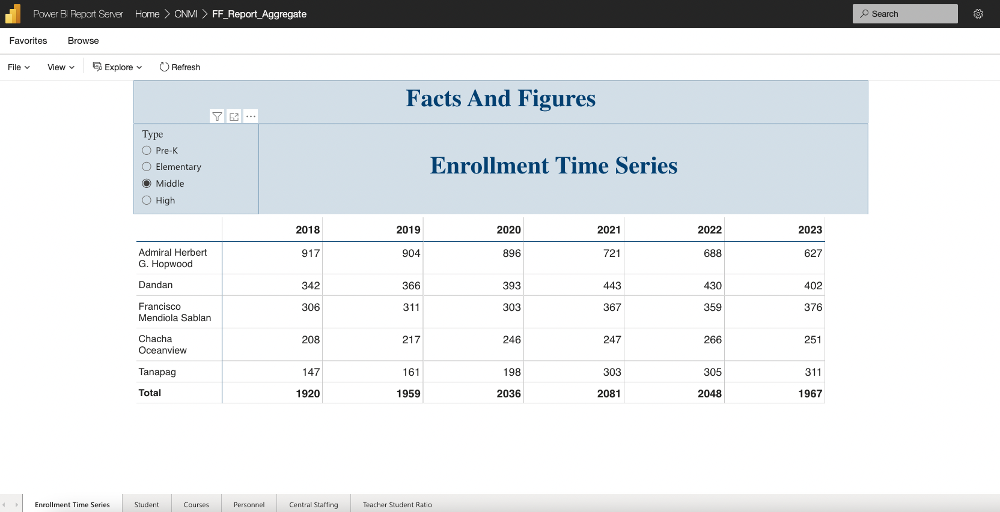 Power BI Report Server Home > CNMI > FF_Report_Aggregate Search
Favorites Browse
File View Explore Refresh
Facts And Figures
Type
Pre-K
Elementary
Middle
High
Enrollment Time Series
2018 2019 2020 2021 2022 2023
Admiral Herbert
G. Hopwood 917 904 896 721 688 627
Dandan 342 366 393 443 430 402
Francisco
Mendiola Sablan 306 311 303 367 359 376
Chacha
Oceanview 208 217 246 247 266 251
Tanapag 147 161 198 303 305 311
Total 1920 1959 2036 2081 2048 1967
Enrollment Time Series Student Courses Personnel Central Staffing Teacher Student Ratio